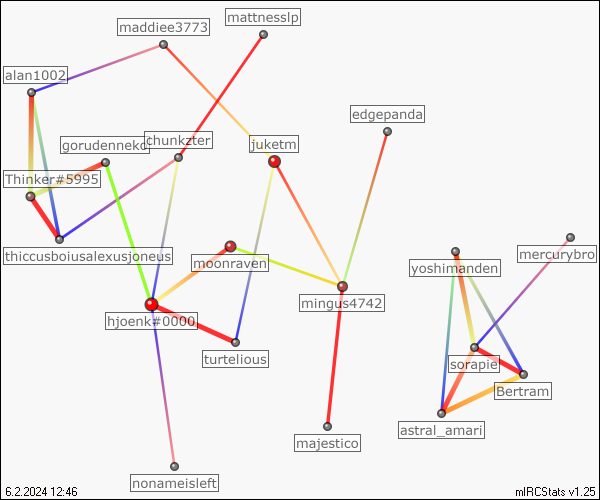 mattnesslp
maddiee3773
alan1002
edgepanda
gorudennekc
chunkzter
juketm
Thinker#5995
thiccusboiusalexusjoneus
mercurybro
moonraven
yoshimanden
mingus4742
hjoenk#0000
turtelious
sorapie
Bertram
astral_amari
majestico
nonameisleft
6.2.2024 12:46
mIRCStats v1.25